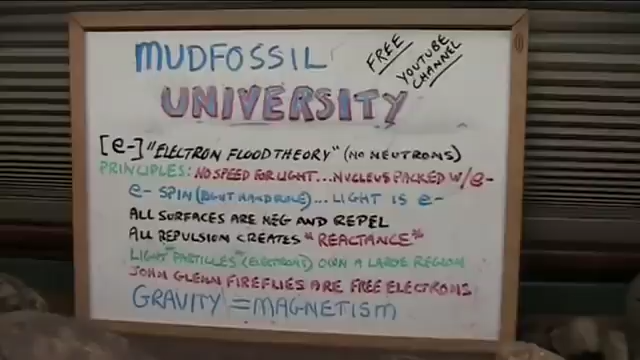 MUDFOSSIL
FREE
YOUTUBE
CHANNEL
UNIVERSITY
[e-] "ELECTRON FLOOD THEORY" (NO NEUTRONS)
PRINCIPLES: NO SPEED FOR LIGHT... NUCLEUS PACKED W/e-
e- SPIN (RIGHT HAND RULE)... LIGHT IS e-
ALL SURFACES ARE NEG AND REPEL
ALL REPULSION CREATES "REACTANCE"
LIGHT "PARTICLES" (ELECTRONS) OWN A LARGE REGION
JOHN GLENN FIREFLIES ARE FREE ELECTRONS
GRAVITY = MAGNETISM